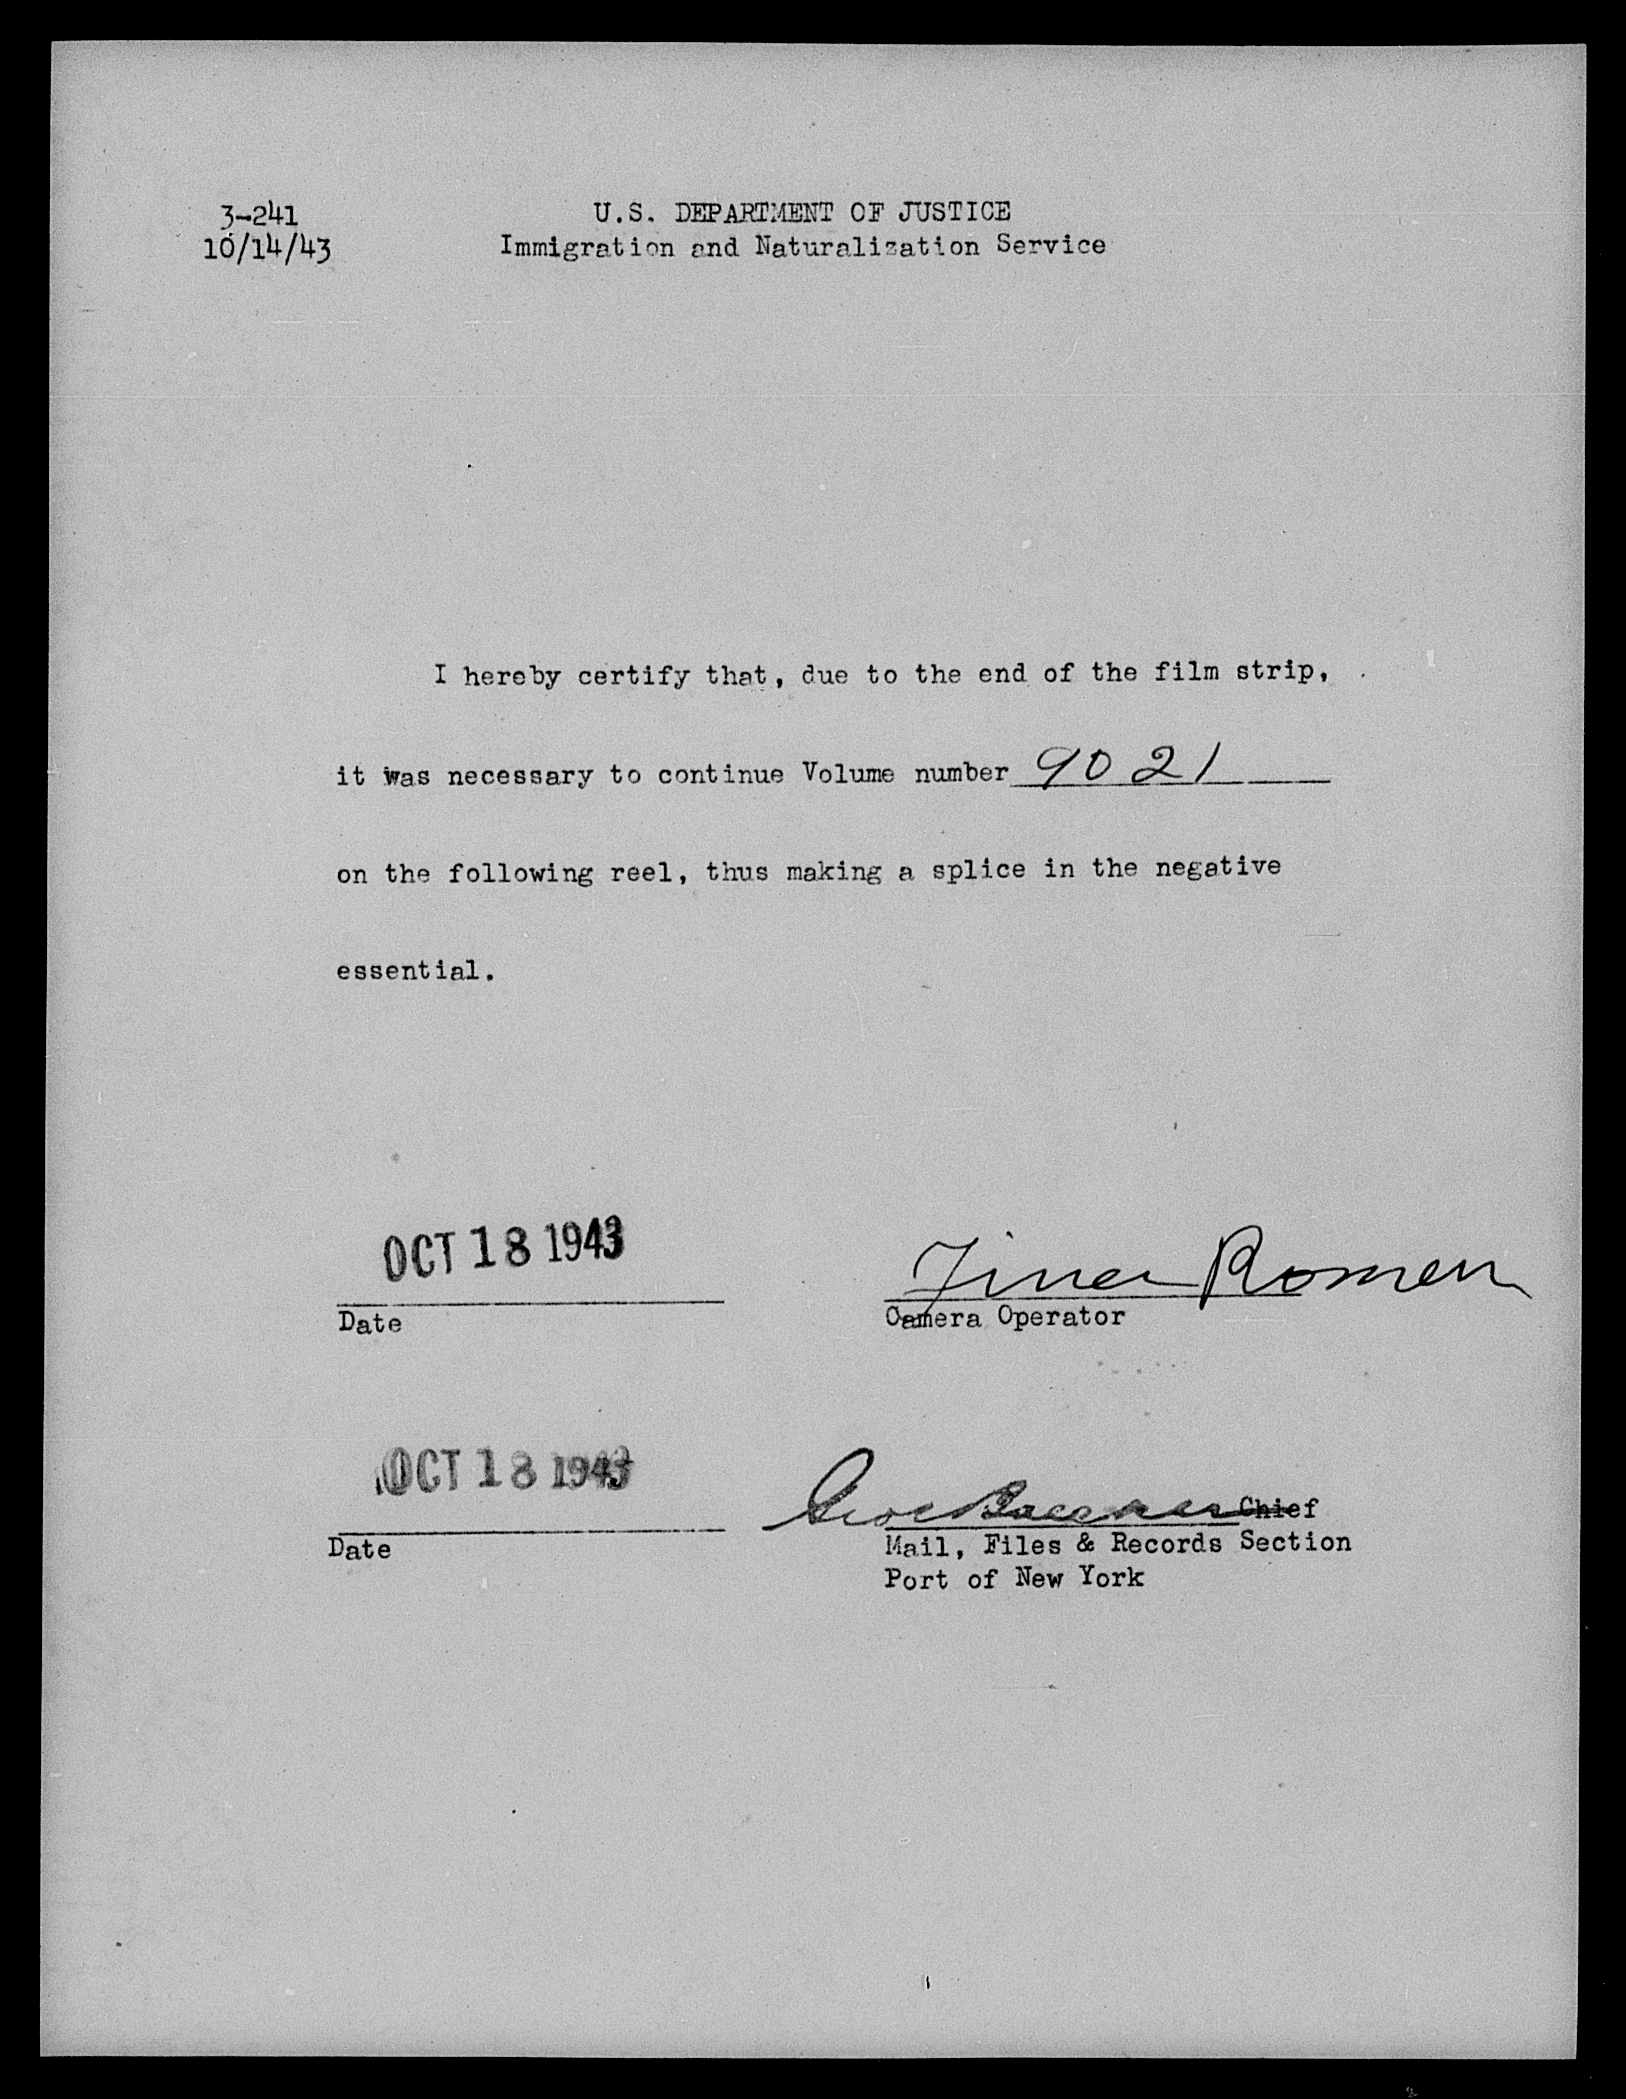 3-241
10/14/43
U.S. DEPARTMENT OF JUSTICE
Immigration and Naturalization Service
I hereby certify that, due to the end of the film strip,
it was necessary to continue Volume number 9021
on the following reel, thus making a splice in the negative
essential.
OCT 18 1943
Date
Camera Operator
OCT 18 1943
Date
Chief
Mail, Files & Records Section
Port of New York